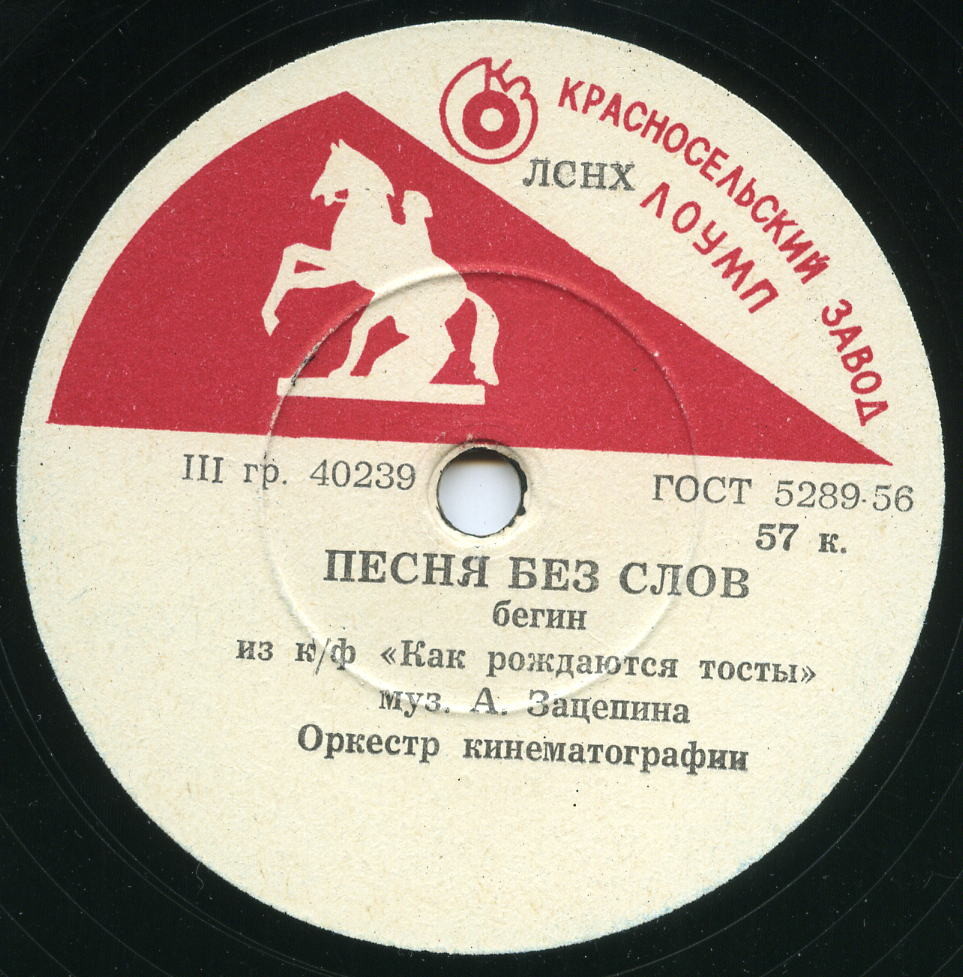 КРАСНОСЕЛЬСКИЙ ЗАВОД
ЛСНХ
ЛОУМП
III гр. 40239
ГОСТ 5289-56
57 к.
ПЕСНЯ БЕЗ СЛОВ
бегин
из к/ф «Как рождаются тосты»
муз. А. Зацепина
Оркестр кинематографии